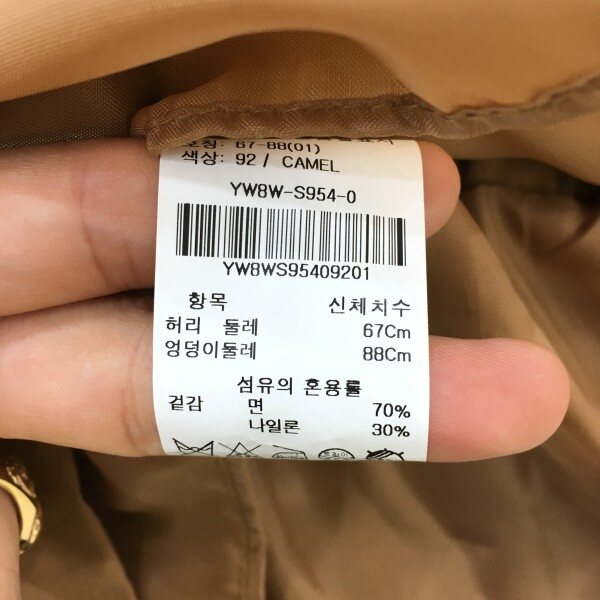 호칭: 67-88(01)
색상: 92 / CAMEL
YW8W-S954-0
YW8WS95409201
항목 신체치수
허리 둘레 67Cm
엉덩이둘레 88Cm
섬유의 혼용률
겉감 면 70%
나일론 30%